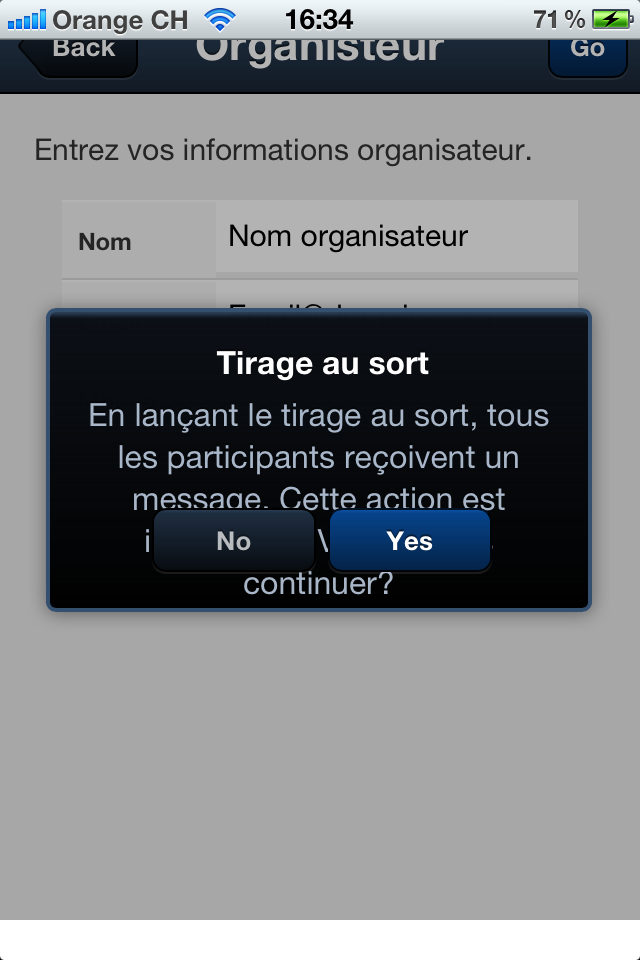 Orange CH 16:34 71 %
Back Organisteur Go
Entrez vos informations organisateur.
Nom Nom organisateur
Tirage au sort
En lançant le tirage au sort, tous
les participants reçoivent un
message. Cette action est
No Yes
continuer?